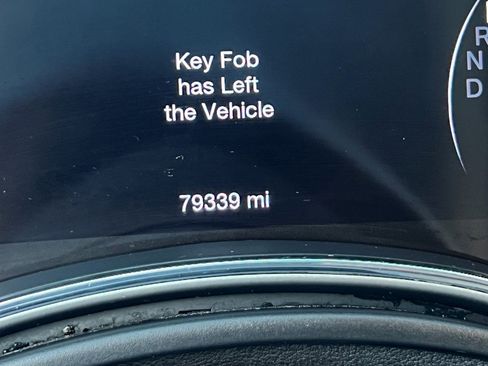 Key Fob
has Left
the Vehicle
79339 mi
R
N
D